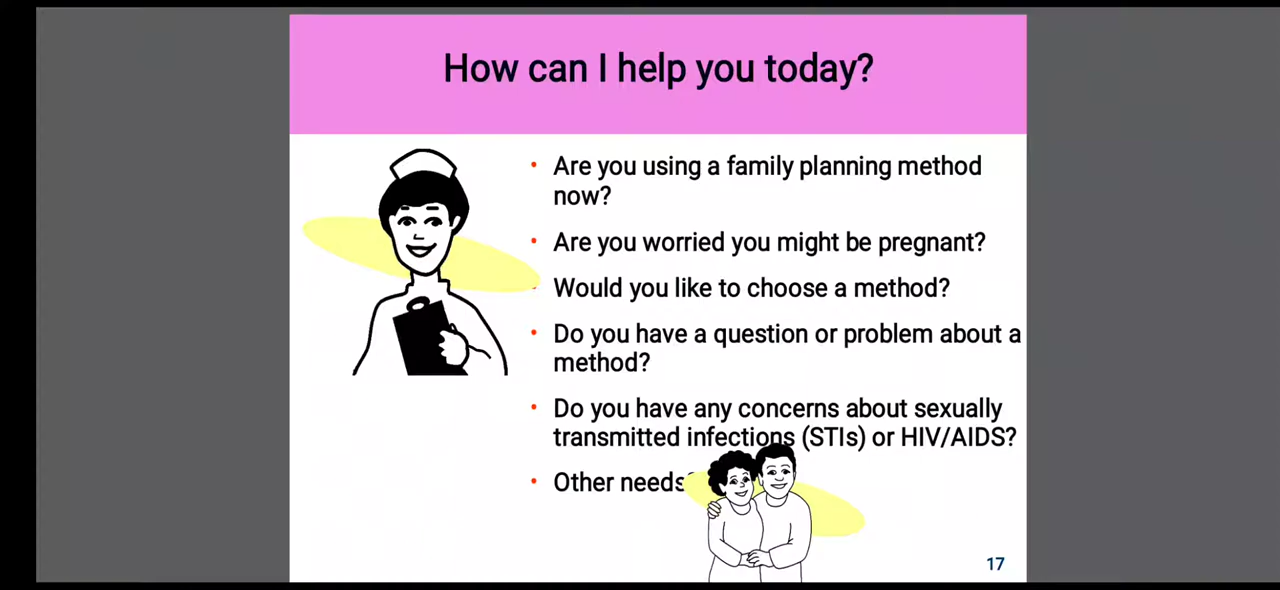 How can I help you today?
• Are you using a family planning method
now?
• Are you worried you might be pregnant?
• Would you like to choose a method?
• Do you have a question or problem about a
method?
• Do you have any concerns about sexually
transmitted infections (STIs) or HIV/AIDS?
• Other needs?
17